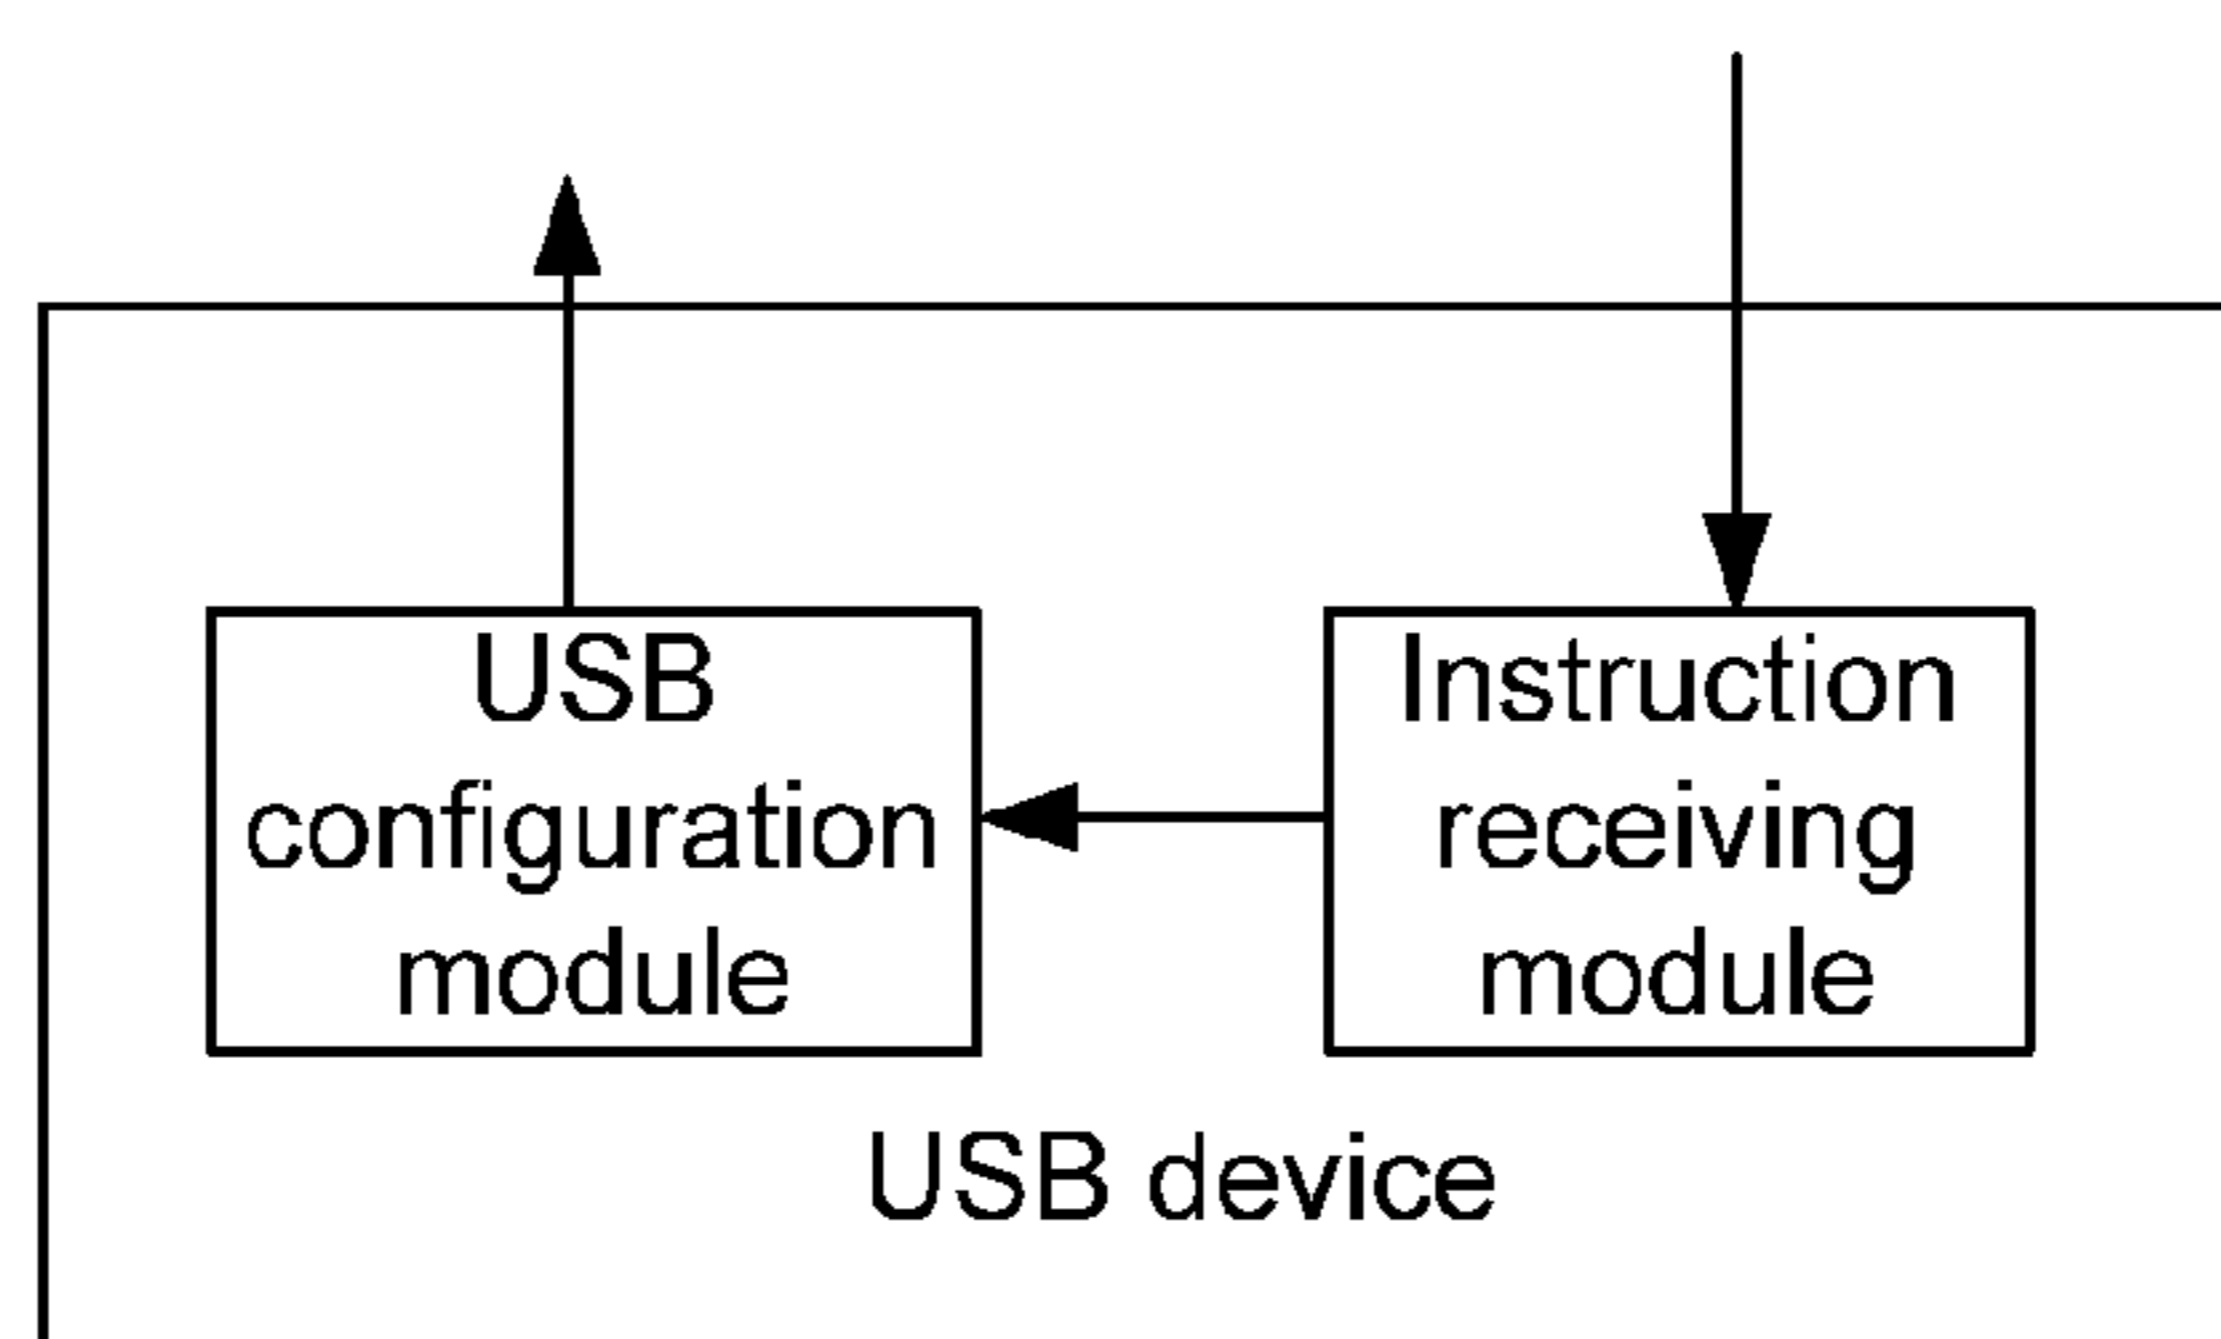 USB
configuration
module
Instruction
receiving
module
USB device